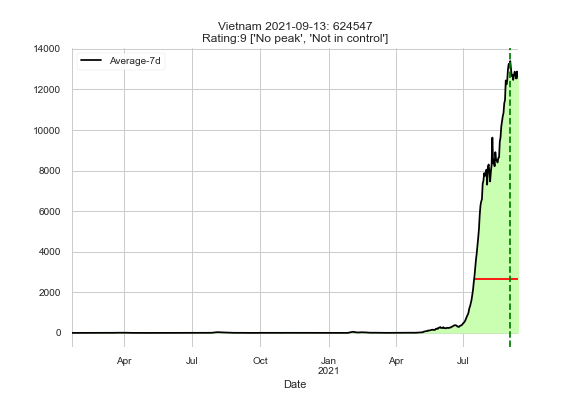 Vietnam 2021-09-13: 624547
Rating:9 ['No peak', 'Not in control']
14000
Average-7d
12000
10000
8000
6000
4000
2000
0
Apr Jul Oct Jan Apr Jul
2021
Date